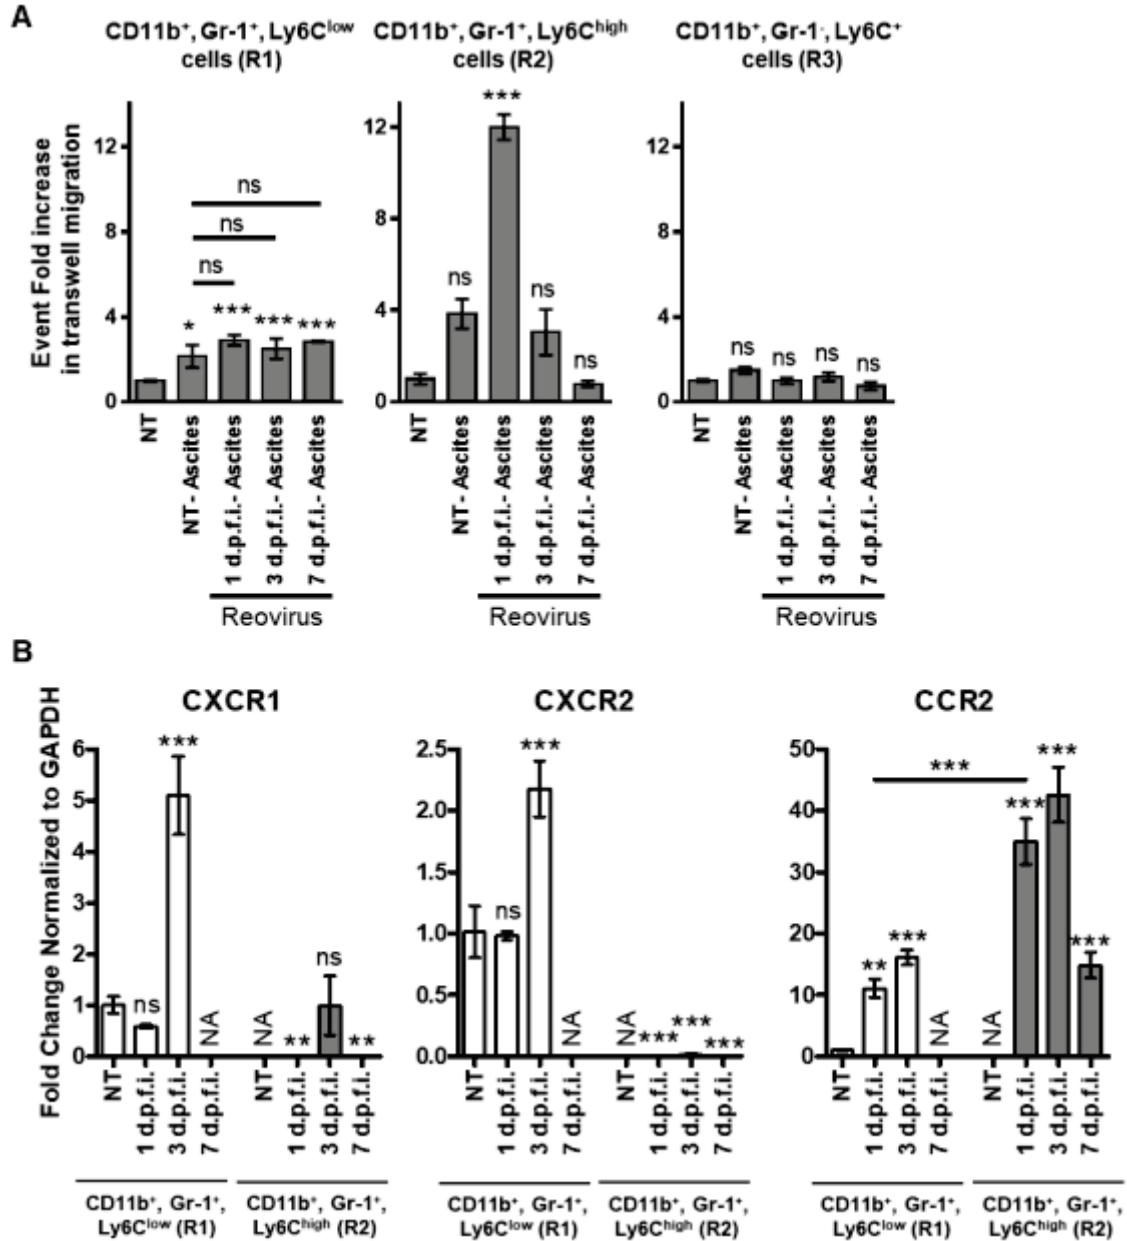 A
CD11b⁺, Gr-1⁺, Ly6Cˡᵒʷ
cells (R1)
CD11b⁺, Gr-1⁺, Ly6Cʰⁱᵍʰ
cells (R2)
CD11b⁺, Gr-1⁻, Ly6C⁺
cells (R3)
Event Fold increase
in transwell migration
12
8
4
0
*
***
***
***
ns
ns
ns
NT
NT - Ascites
1 d.p.f.i.- Ascites
3 d.p.f.i.- Ascites
7 d.p.f.i.- Ascites
Reovirus
12
8
4
0
ns
***
ns
ns
NT
NT - Ascites
1 d.p.f.i.- Ascites
3 d.p.f.i.- Ascites
7 d.p.f.i.- Ascites
Reovirus
12
8
4
0
ns
ns
ns
ns
NT
NT - Ascites
1 d.p.f.i.- Ascites
3 d.p.f.i.- Ascites
7 d.p.f.i.- Ascites
Reovirus
B
Fold Change Normalized to GAPDH
CXCR1
6
5
4
3
2
1
0
ns
***
NA
NA
**
ns
**
NT
1 d.p.f.i.
3 d.p.f.i.
7 d.p.f.i.
NT
1 d.p.f.i.
3 d.p.f.i.
7 d.p.f.i.
CD11b⁺, Gr-1⁺,
Ly6Cˡᵒʷ (R1)
CD11b⁺, Gr-1⁺,
Ly6Cʰⁱᵍʰ (R2)
CXCR2
2.5
2.0
1.5
1.0
0.5
0.0
ns
***
NA
NA
***
***
***
NT
1 d.p.f.i.
3 d.p.f.i.
7 d.p.f.i.
NT
1 d.p.f.i.
3 d.p.f.i.
7 d.p.f.i.
CD11b⁺, Gr-1⁺,
Ly6Cˡᵒʷ (R1)
CD11b⁺, Gr-1⁺,
Ly6Cʰⁱᵍʰ (R2)
CCR2
50
40
30
20
10
0
***
**
***
NA
NA
***
***
***
NT
1 d.p.f.i.
3 d.p.f.i.
7 d.p.f.i.
NT
1 d.p.f.i.
3 d.p.f.i.
7 d.p.f.i.
CD11b⁺, Gr-1⁺,
Ly6Cˡᵒʷ (R1)
CD11b⁺, Gr-1⁺,
Ly6Cʰⁱᵍʰ (R2)